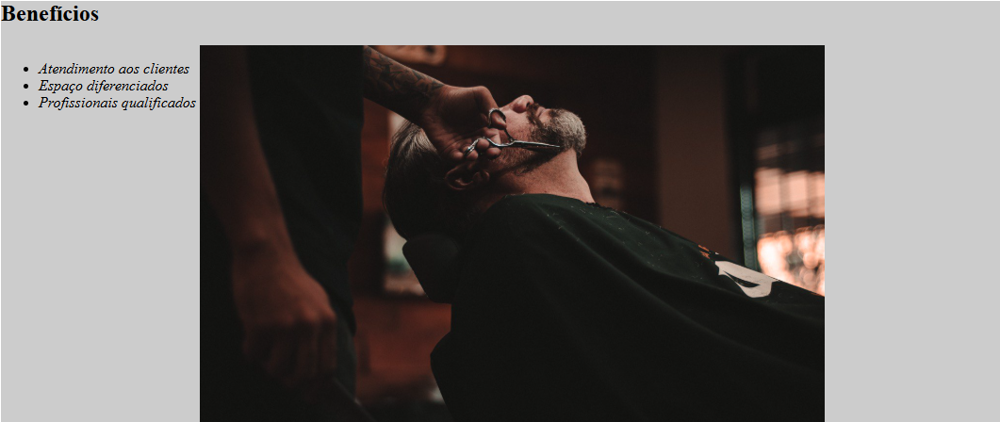 Benefícios
Atendimento aos clientes
Espaço diferenciados
Profissionais qualificados